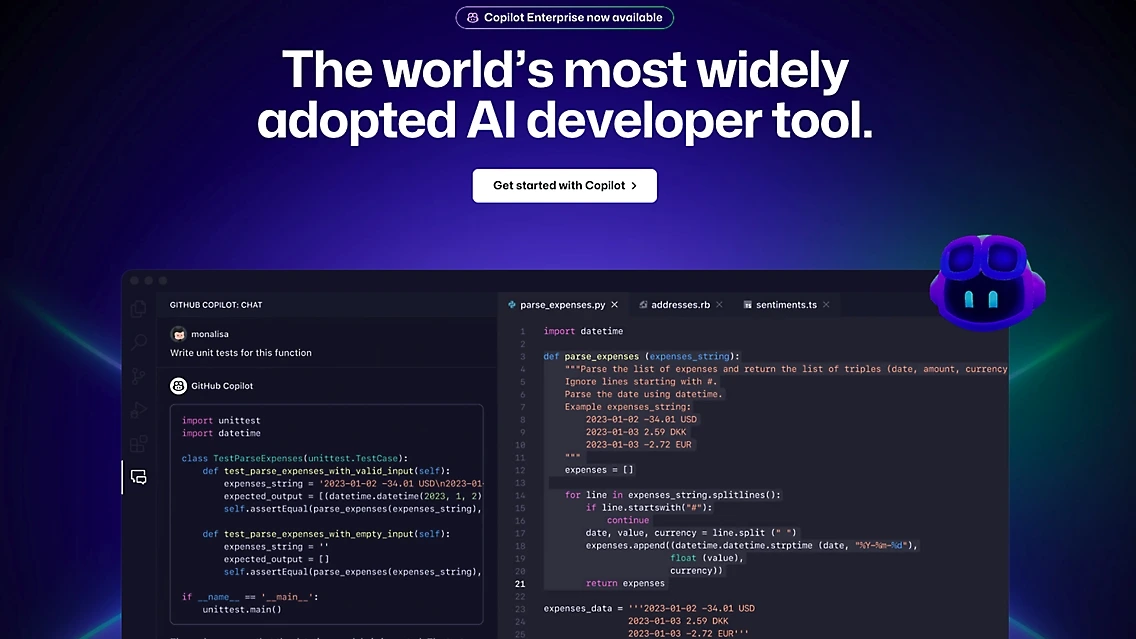 Copilot Enterprise now available
The world's most widely
adopted AI developer tool.
Get started with Copilot
GITHUB COPILOT: CHAT
monalisa
Write unit tests for this function
GitHub Copilot
import unittest
import datetime
class TestParseExpenses(unittest.TestCase):
def test_parse_expenses_with_valid_input(self):
expenses_string = '2023-01-02 -34.01 USD\n2023-01-
expected_output = [(datetime.datetime(2023, 1, 2)
self.assertEqual(parse_expenses(expenses_string),
def test_parse_expenses_with_empty_input(self):
expenses_string = ''
expected_output = []
self.assertEqual(parse_expenses(expenses_string),
if __name__ == '__main__':
unittest.main()
parse_expenses.py × addresses.rb × sentiments.ts ×
1 import datetime
2
3 def parse_expenses (expenses_string):
4 """Parse the list of expenses and return the list of triples (date, amount, currency
5 Ignore lines starting with #.
6 Parse the date using datetime.
7 Example expenses_string:
8 2023-01-02 -34.01 USD
9 2023-01-03 2.59 DKK
10 2023-01-03 -2.72 EUR
11 """
12 expenses = []
13
14 for line in expenses_string.splitlines():
15 if line.startswith("#"):
16 continue
17 date, value, currency = line.split (" ")
18 expenses.append((datetime.datetime.strptime (date, "%Y-%m-%d"),
19 float (value),
20 currency))
21 return expenses
22
23 expenses_data = '''2023-01-02 -34.01 USD
24 2023-01-03 2.59 DKK
25 2023-01-03 -2.72 EUR'''